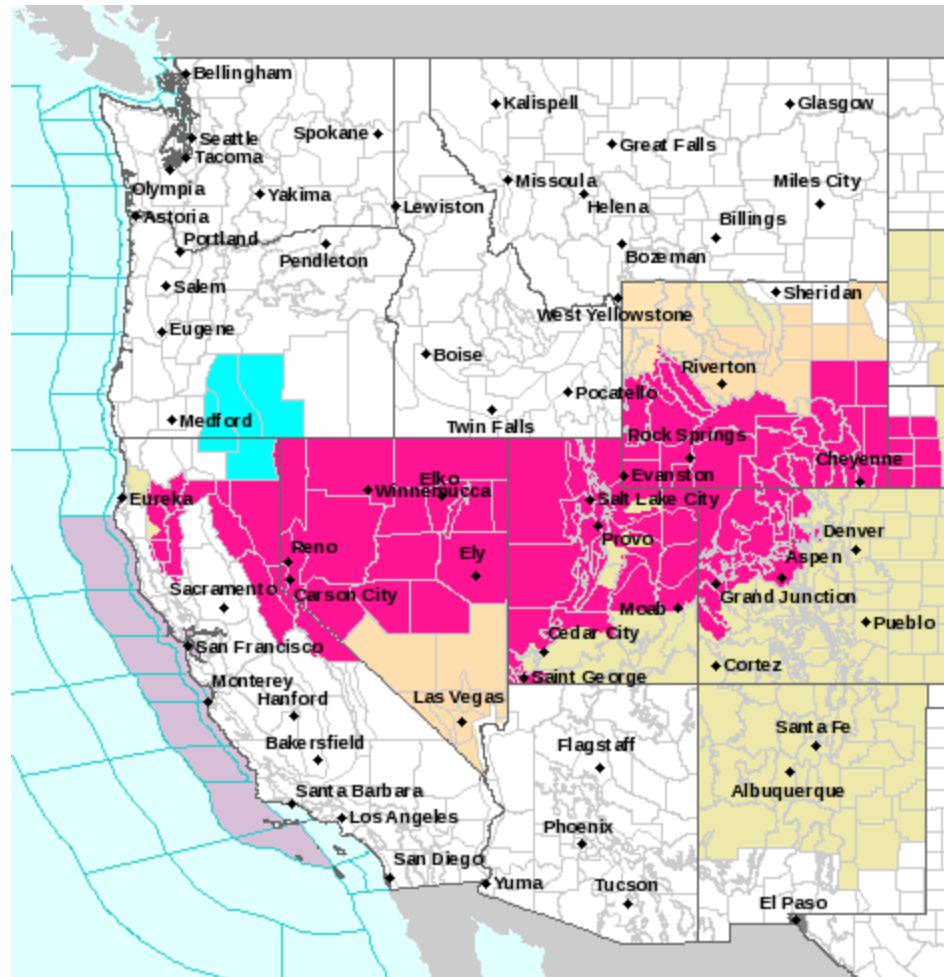 Bellingham
Kalispell
Glasgow
Seattle
Spokane
Great Falls
Tacoma
Olympia
Yakima
Lewiston
Missoula
Helena
Miles City
Astoria
Billings
Portland
Pendleton
Bozeman
Salem
Sheridan
West Yellowstone
Eugene
Boise
Riverton
Pocatello
Medford
Twin Falls
Rock Springs
Cheyenne
Elko
Evanston
Eureka
Winnemucca
Salt Lake City
Provo
Denver
Reno
Ely
Aspen
Sacramento
Carson City
Grand Junction
Moab
Pueblo
San Francisco
Cedar City
Cortez
Saint George
Monterey
Hanford
Las Vegas
Bakersfield
Flagstaff
Santa Fe
Albuquerque
Santa Barbara
Los Angeles
Phoenix
San Diego
Yuma
Tucson
El Paso